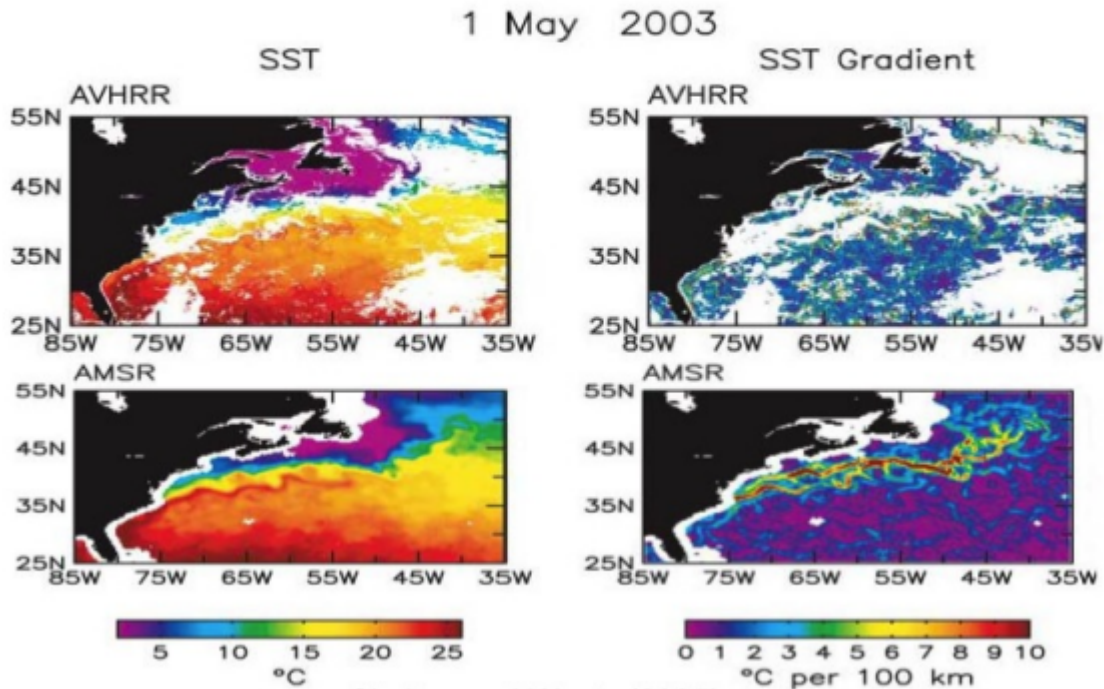 1 May 2003
SST
SST Gradient
AVHRR
AVHRR
55N
45N
35N
25N
85W 75W 65W 55W 45W 35W
55N
45N
35N
25N
85W 75W 65W 55W 45W 35W
AMSR
AMSR
55N
45N
35N
25N
85W 75W 65W 55W 45W 35W
55N
45N
35N
25N
85W 75W 65W 55W 45W 35W
5 10 15 20 25
°C
0 1 2 3 4 5 6 7 8 9 10
°C per 100 km